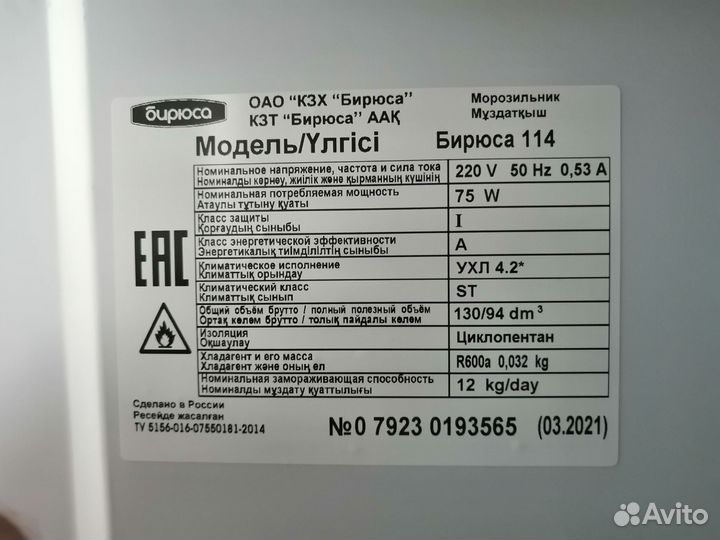 бирюса
ОАО “КЗХ “Бирюса”
КЗТ “Бирюса” ААҚ
Морозильник
Мұздатқыш
Модель/Үлгісі Бирюса 114
Номинальное напряжение, частота и сила тока
Номиналды кернеу, жиілік және қырманның күшінің
220 V 50 Hz 0,53 A
Номинальная потребляемая мощность
Атаулы тұтыну қуаты
75 W
Класс защиты
Қорғаудың сыныбы
I
Класс энергетической эффективности
Энергетикалық тиімділілтің сыныбы
A
Климатическое исполнение
Климаттық орындау
УХЛ 4.2*
Климатический класс
Климаттық сынып
ST
Общий объём брутто / полный полезный объём
Ортақ көлем брутто / толық пайдалы көлем
130/94 dm³
Изоляция
Оқшаулау
Циклопентан
Хладагент и его масса
Хладагент және оның ел
R600a 0,032 kg
Номинальная замораживающая способность
Номиналды мұздату қуаттылығы
12 kg/day
EAC
Сделано в России
Ресейде жасалған
ТУ 5156-016-07550181-2014
№0 7923 0193565 (03.2021)
Avito